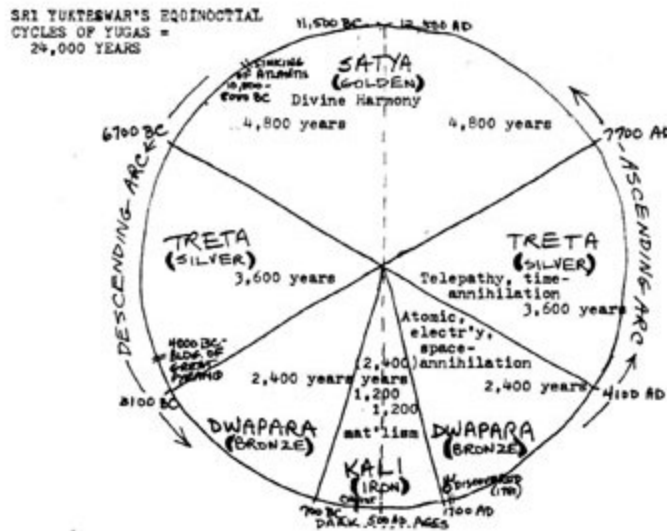 SRI YUKTESWAR'S EQUINOCTIAL
CYCLES OF YUGAS =
24,000 YEARS
11,500 BC - 12,500 AD
SINKING
OF ATLANTIS
10,000-
BC
SATYA
(GOLDEN)
Divine Harmony
4,800 years
4,800 years
6700 BC
7700 AD
DESCENDING ARC
ASCENDING ARC
TRETA
(SILVER)
3,600 years
TRETA
(SILVER)
Telepathy, time-
annihilation
3,600 years
Atomic,
electr'y,
space-
annihilation
4000 BC-
BLDG. OF
GREAT
PYRAMID
(2,400)
2,400 years
years
2,400 years
1,200
1,200
3100 BC
4100 AD
mat'lism
DWAPARA
(BRONZE)
DWAPARA
(BRONZE)
KALI
(IRON)
DISCOVERED
700 BC
500 AD
1700 AD
DARK AGES